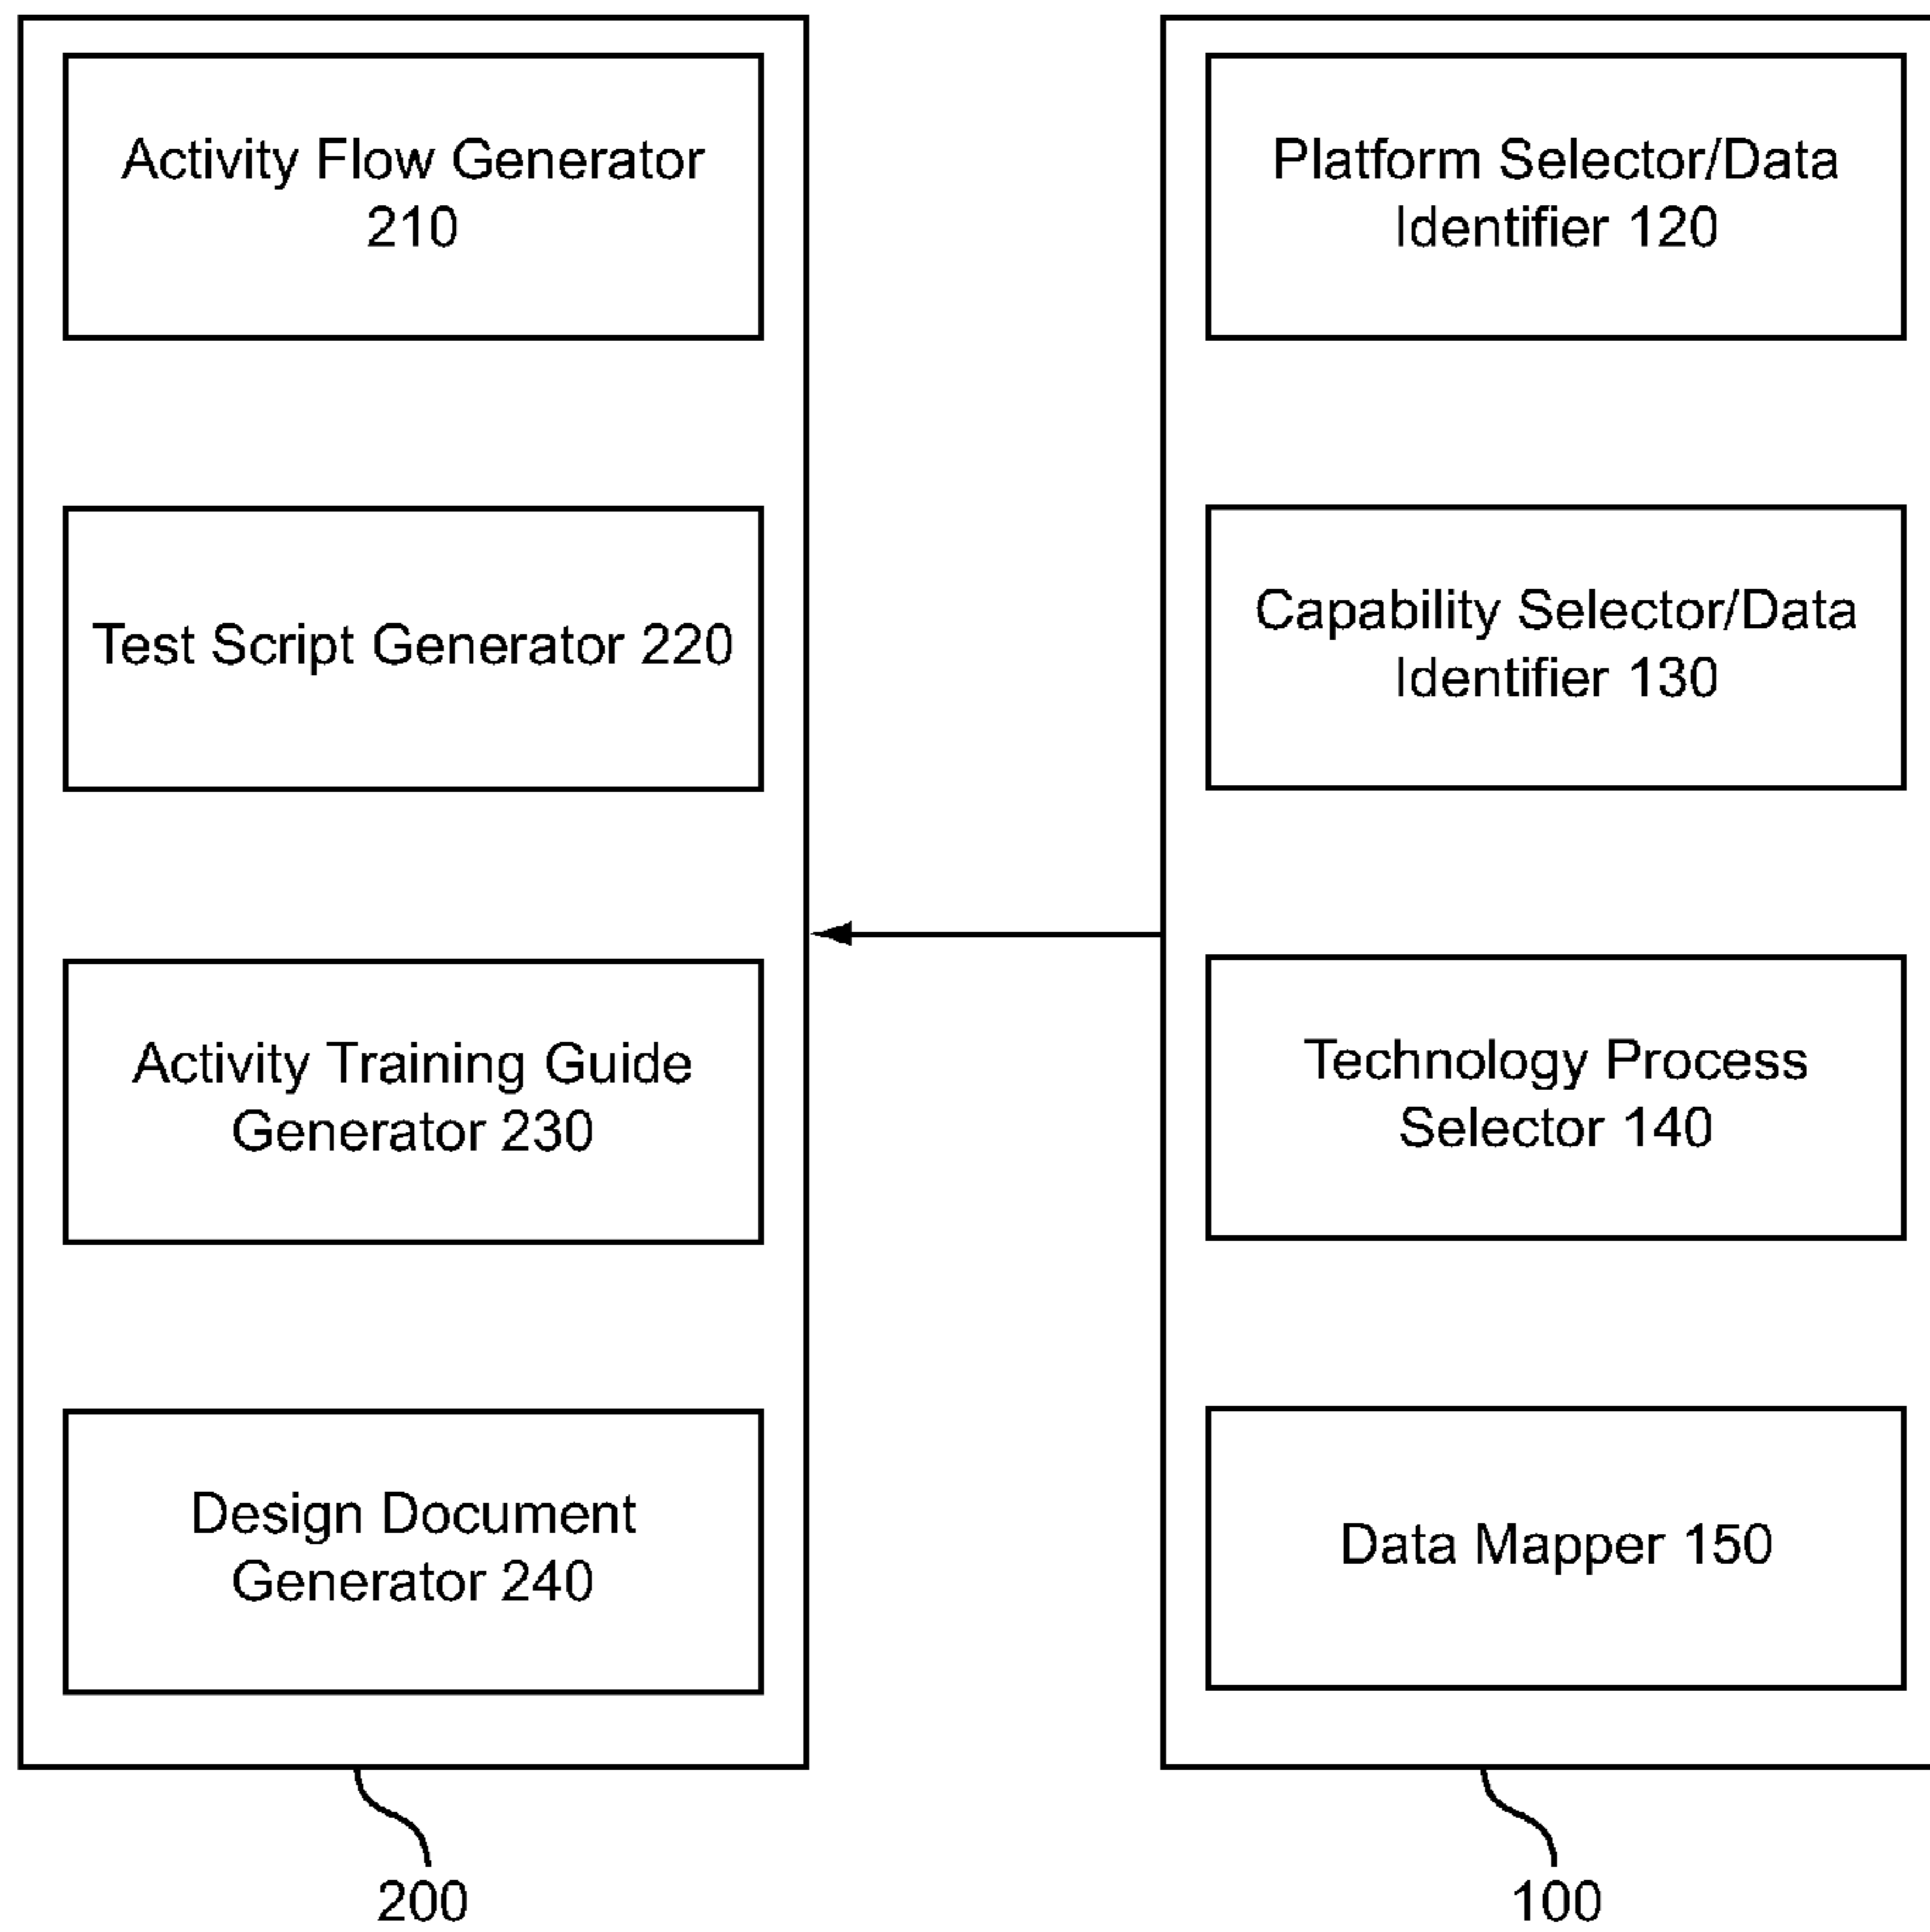 Activity Flow Generator
210
Test Script Generator 220
Activity Training Guide
Generator 230
Design Document
Generator 240
200
Platform Selector/Data
Identifier 120
Capability Selector/Data
Identifier 130
Technology Process
Selector 140
Data Mapper 150
100